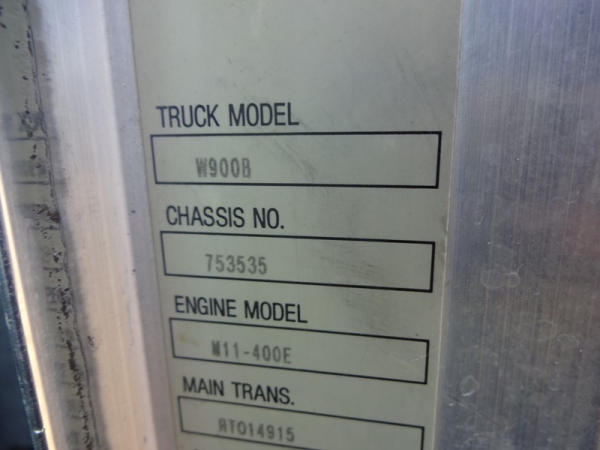 TRUCK MODEL
W900B
CHASSIS NO.
753535
ENGINE MODEL
M11-400E
MAIN TRANS.
RTO14915